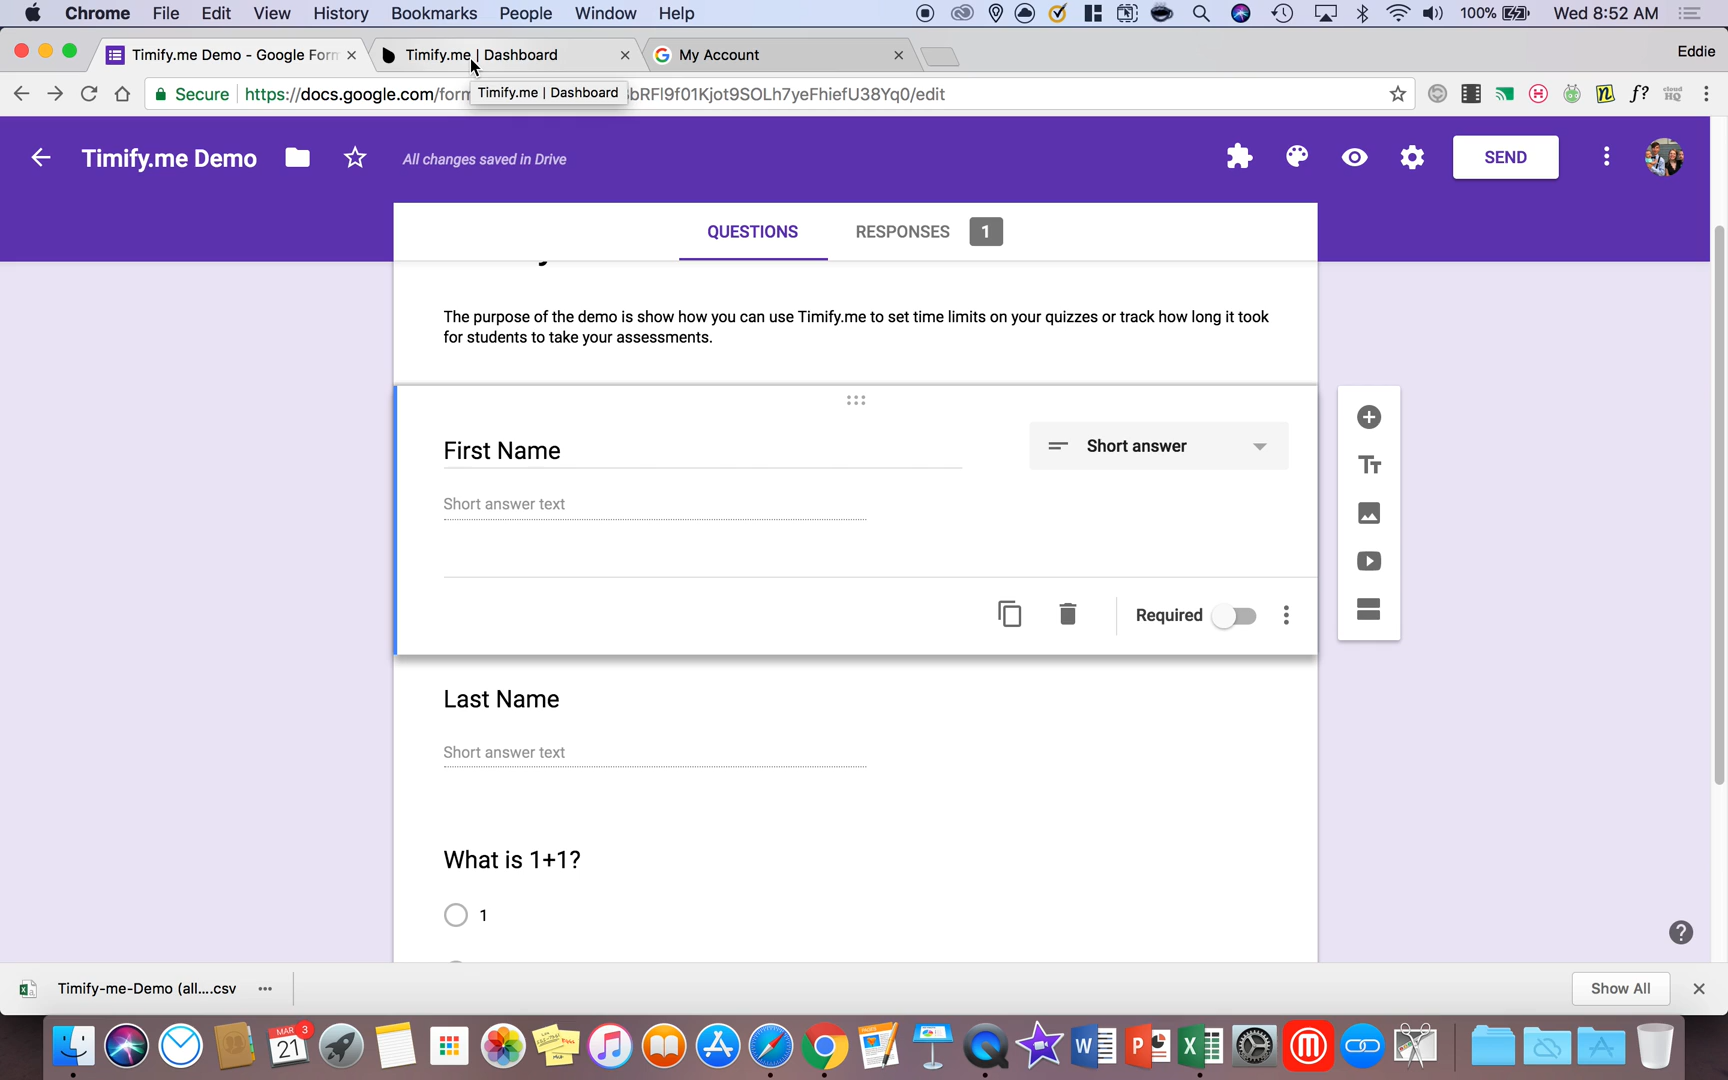 Chrome File Edit View History Bookmarks People Window Help 100% Wed 8:52 AM
Timify.me Demo - Google Form Timify.me | Dashboard My Account Eddie
Secure https://docs.google.com/form bRFl9f01Kjot9SOLh7yeFhiefU38Yq0/edit
Timify.me | Dashboard
Timify.me Demo All changes saved in Drive SEND
QUESTIONS RESPONSES 1
The purpose of the demo is show how you can use Timify.me to set time limits on your quizzes or track how long it took
for students to take your assessments.
First Name Short answer
Short answer text
Required
Last Name
Short answer text
What is 1+1?
1
Timify-me-Demo (all....csv Show All
MAR 3
21